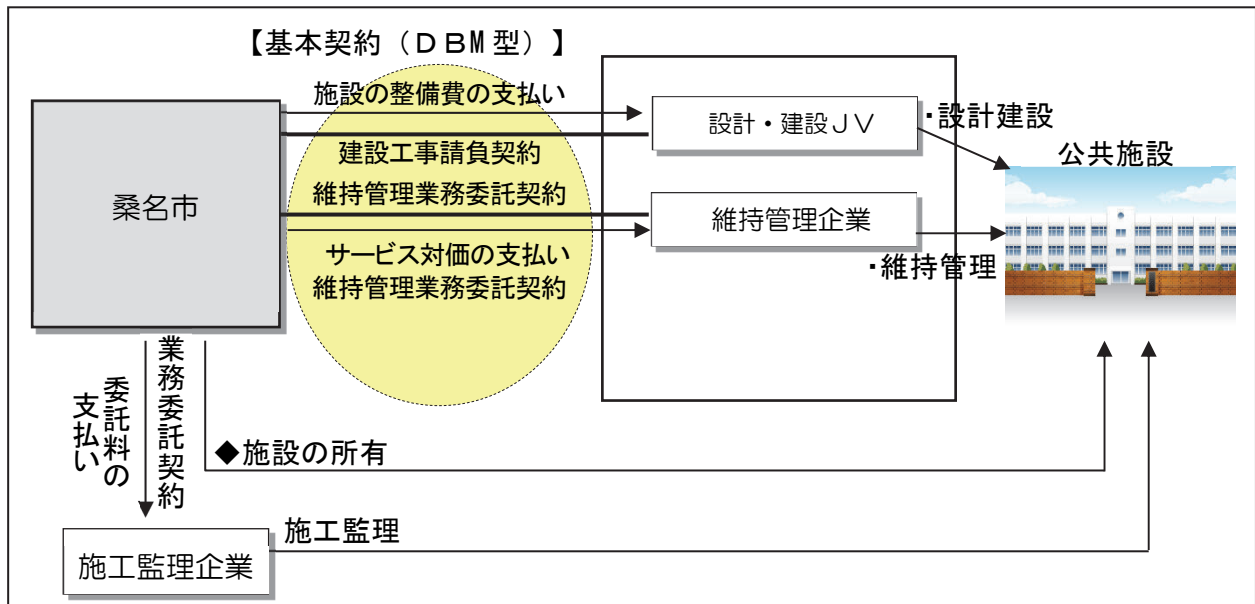 【基本契約（ＤＢＭ型）】
施設の整備費の支払い
設計・建設ＪＶ
・設計建設
建設工事請負契約
公共施設
桑名市
維持管理業務委託契約
維持管理企業
サービス対価の支払い
・維持管理
維持管理業務委託契約
業務委託契約
委託料の
支払い
◆施設の所有
施工監理
施工監理企業